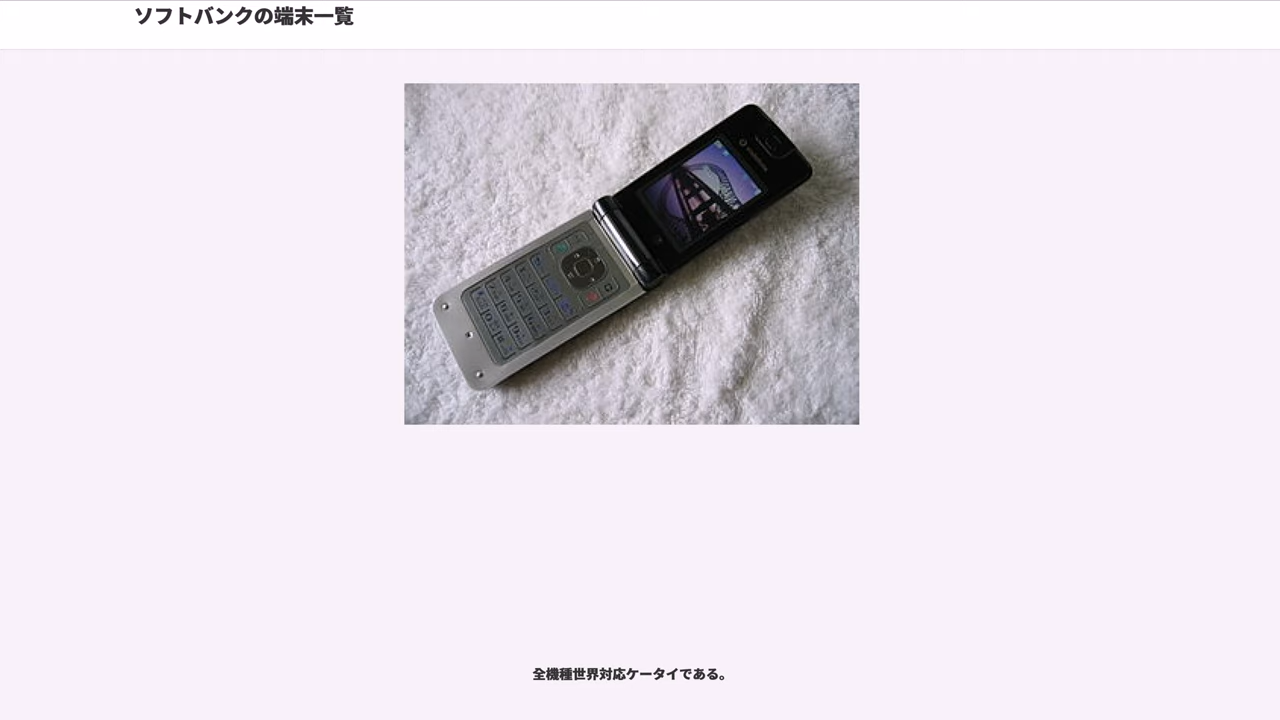 ソフトバンクの端末一覧
全機種世界対応ケータイである。